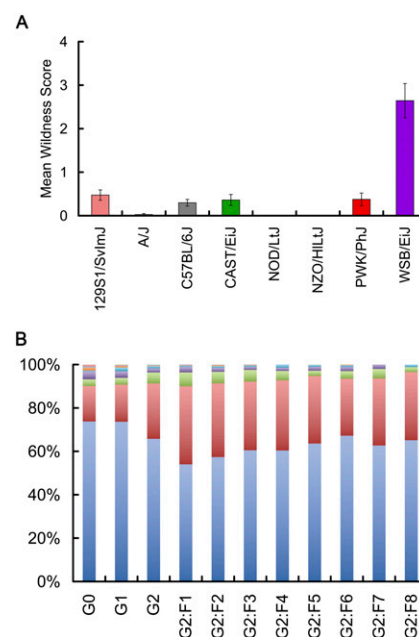 A
Mean Wildness Score
4
3
2
1
0
129S1/SvImJ
A/J
C57BL/6J
CAST/EiJ
NOD/LtJ
NZO/HlLtJ
PWK/PhJ
WSB/EiJ
B
100%
80%
60%
40%
20%
0%
G0
G1
G2
G2:F1
G2:F2
G2:F3
G2:F4
G2:F5
G2:F6
G2:F7
G2:F8